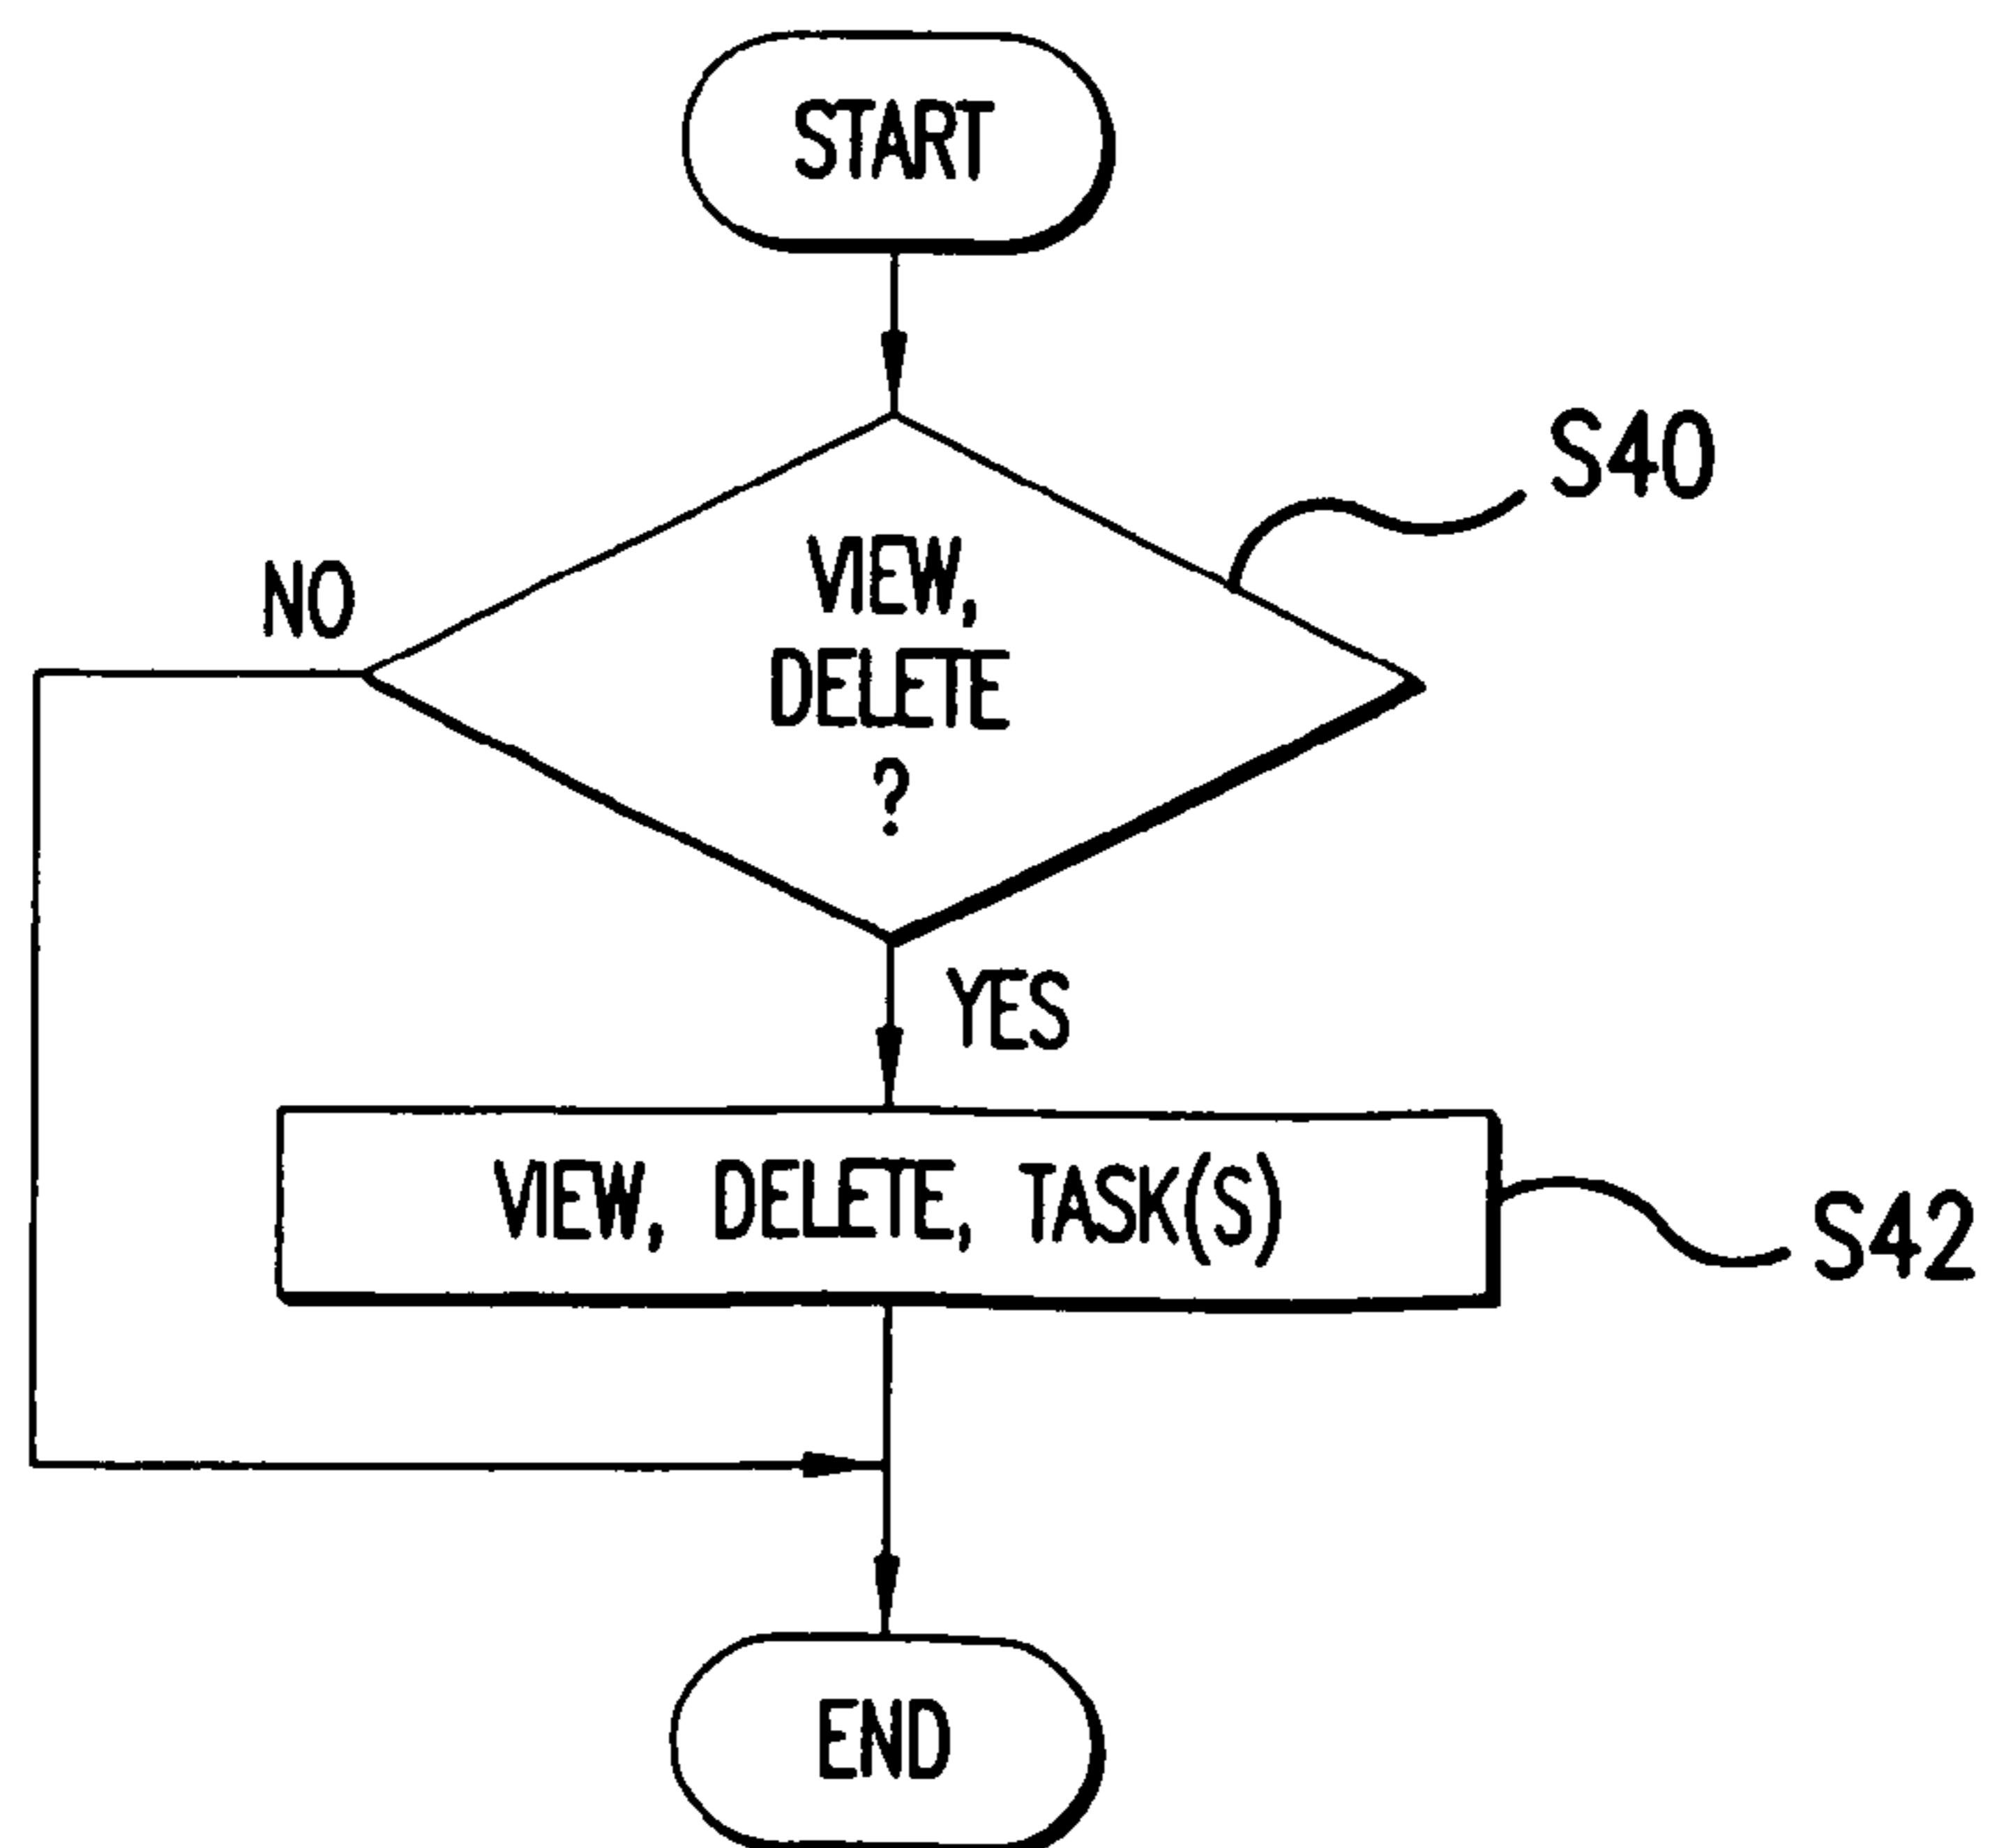 START
S40
NO
VIEW,
DELETE
?
YES
VIEW, DELETE, TASK(S)
S42
END